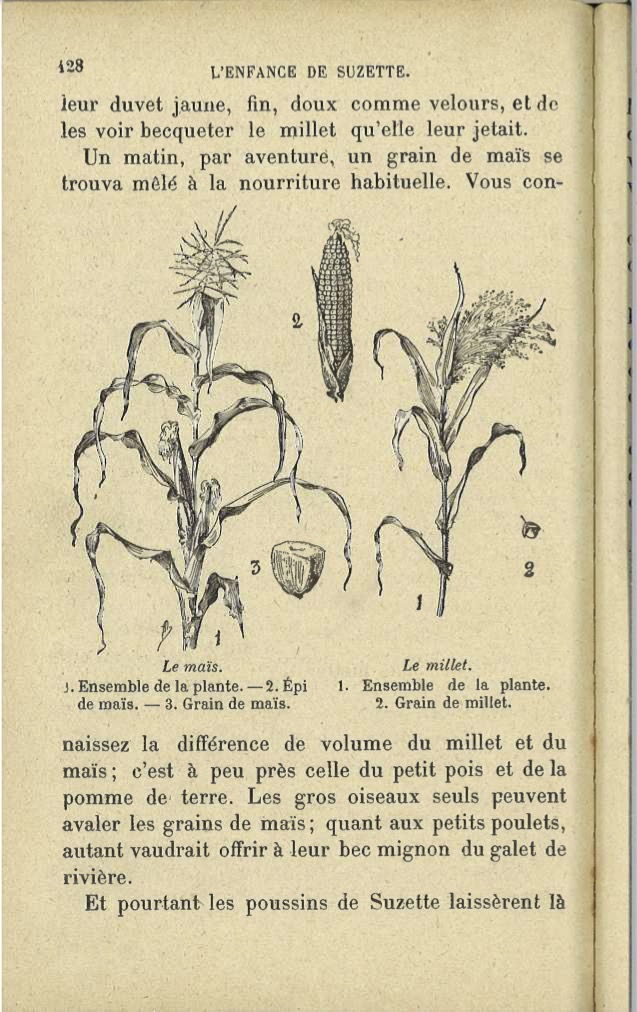 128
L'ENFANCE DE SUZETTE.
leur duvet jaune, fin, doux comme velours, et de
les voir becqueter le millet qu'elle leur jetait.
Un matin, par aventure, un grain de maïs se
trouva mêlé à la nourriture habituelle. Vous con-
2
3
1
2
1
Le maïs.
1. Ensemble de la plante. — 2. Épi
de maïs. — 3. Grain de maïs.
Le millet.
1. Ensemble de la plante.
2. Grain de millet.
naissez la différence de volume du millet et du
maïs; c'est à peu près celle du petit pois et de la
pomme de terre. Les gros oiseaux seuls peuvent
avaler les grains de maïs; quant aux petits poulets,
autant vaudrait offrir à leur bec mignon du galet de
rivière.
Et pourtant les poussins de Suzette laissèrent là